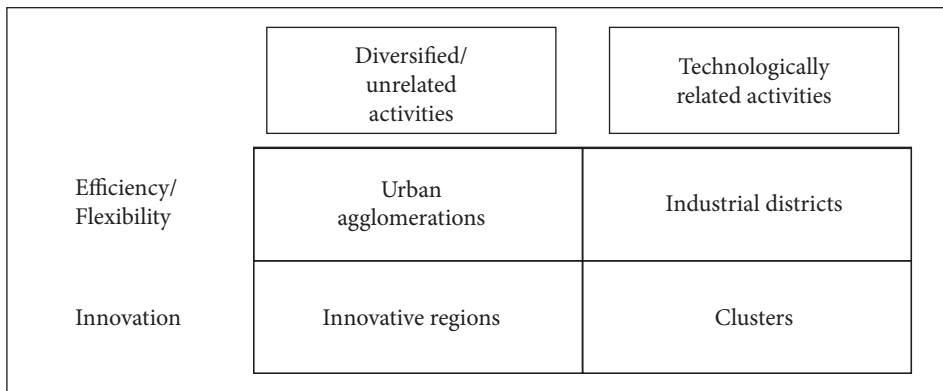 Diversified/
unrelated
activities
Technologically
related activities
Efficiency/
Flexibility
Urban
agglomerations
Industrial districts
Innovation
Innovative regions
Clusters